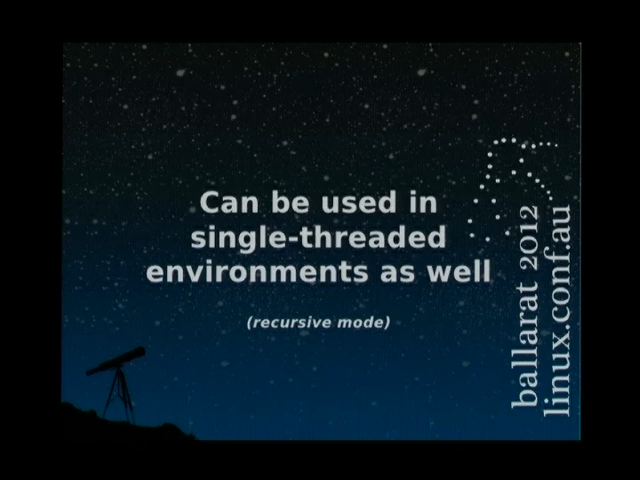 Can be used in
single-threaded
environments as well
(recursive mode)
ballarat 2012
linux.conf.au